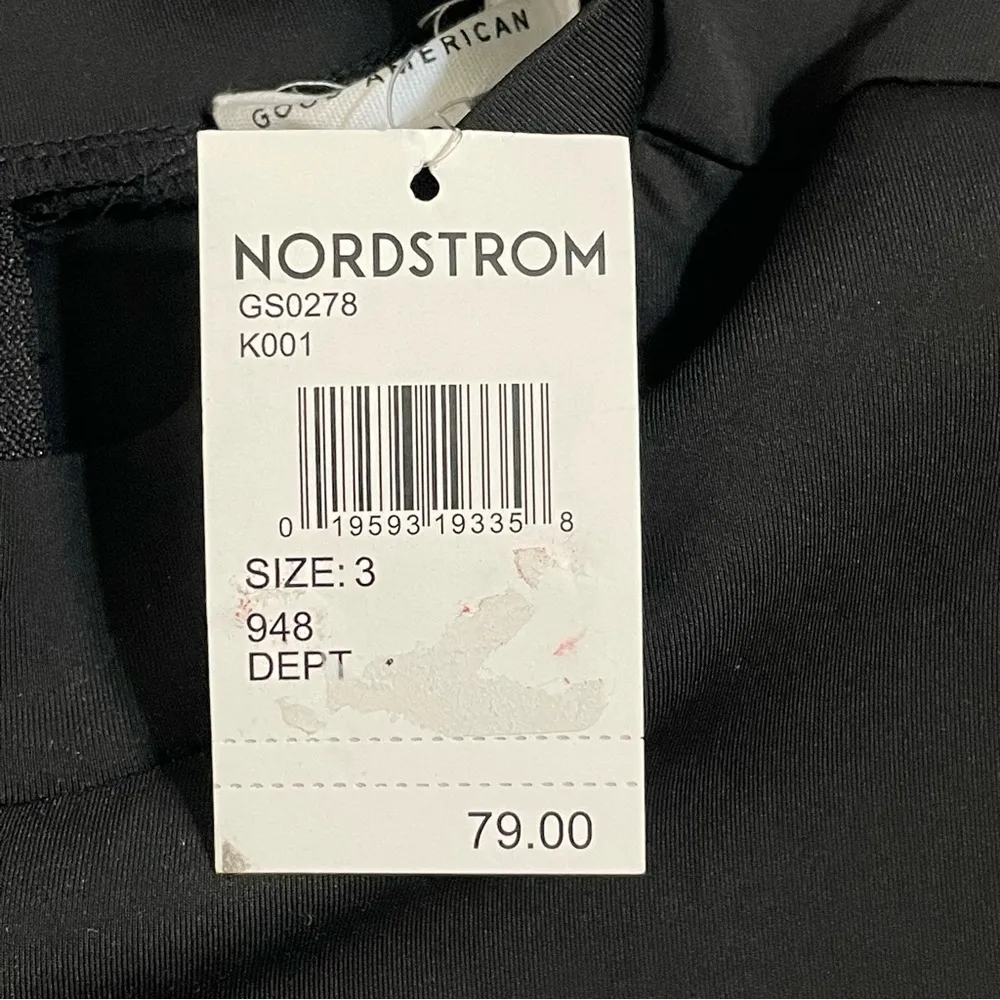 GOOD AMERICAN
NORDSTROM
GS0278
K001
0 19593 19335 8
SIZE: 3
948
DEPT
79.00